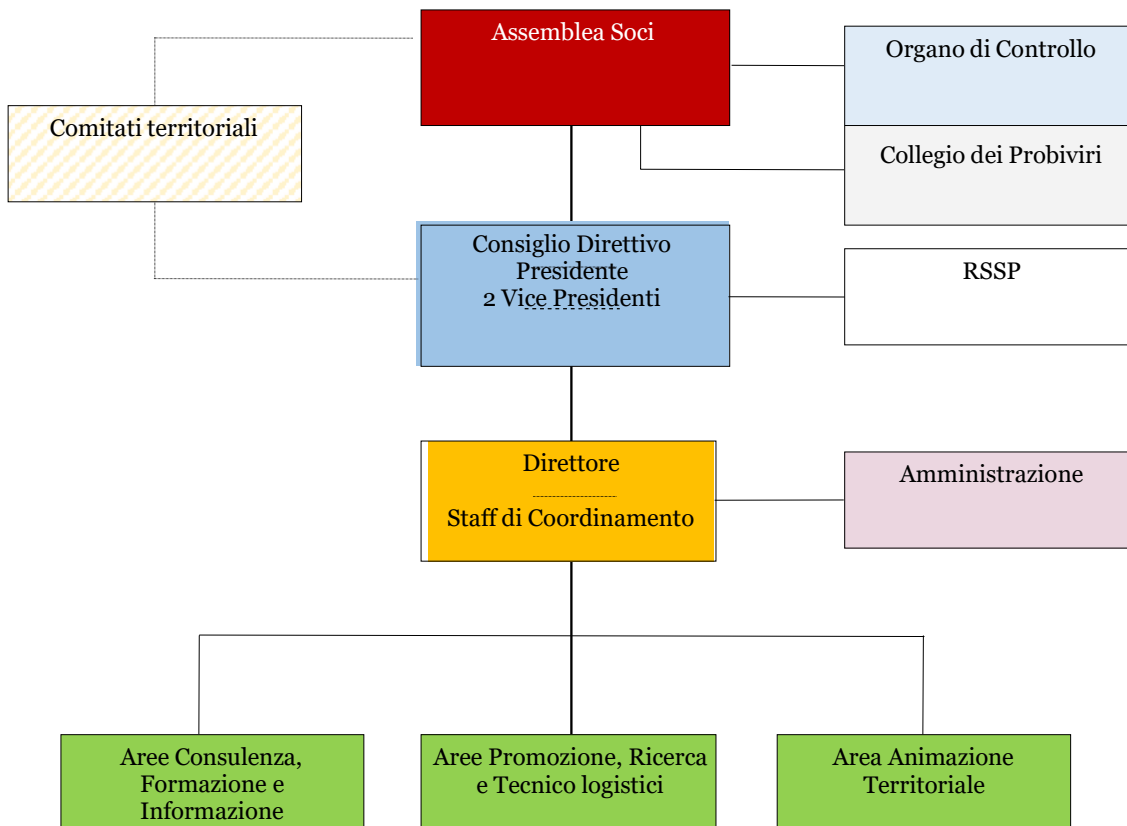 Assemblea Soci
Organo di Controllo
Comitati territoriali
Collegio dei Probiviri
Consiglio Direttivo
Presidente
2 Vice Presidenti
RSSP
Direttore
Staff di Coordinamento
Amministrazione
Aree Consulenza,
Formazione e
Informazione
Aree Promozione, Ricerca
e Tecnico logistici
Area Animazione
Territoriale